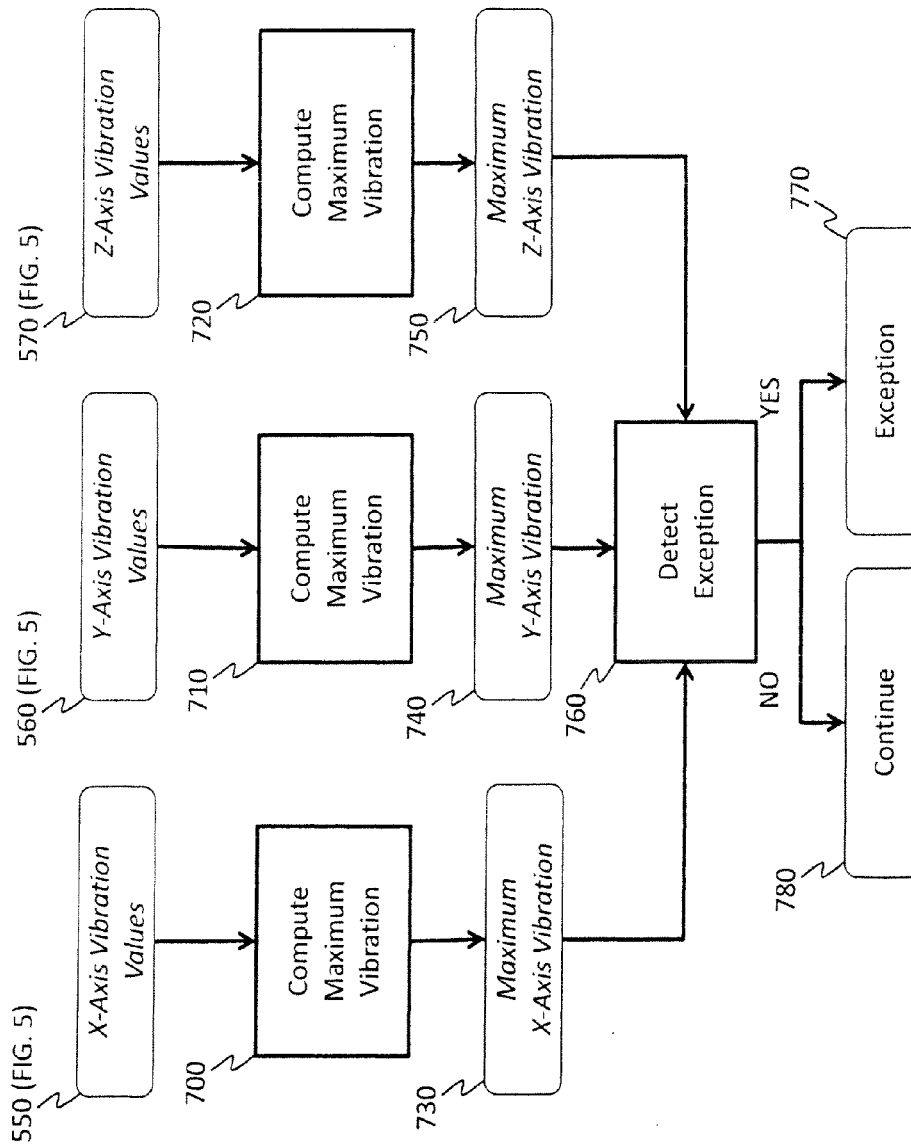 550 (FIG. 5)
560 (FIG. 5)
570 (FIG. 5)
X-Axis Vibration
Values
Y-Axis Vibration
Values
Z-Axis Vibration
Values
700
Compute
Maximum
Vibration
710
Compute
Maximum
Vibration
720
Compute
Maximum
Vibration
730
Maximum
X-Axis Vibration
740
Maximum
Y-Axis Vibration
750
Maximum
Z-Axis Vibration
760
Detect
Exception
NO
YES
780
Continue
770
Exception